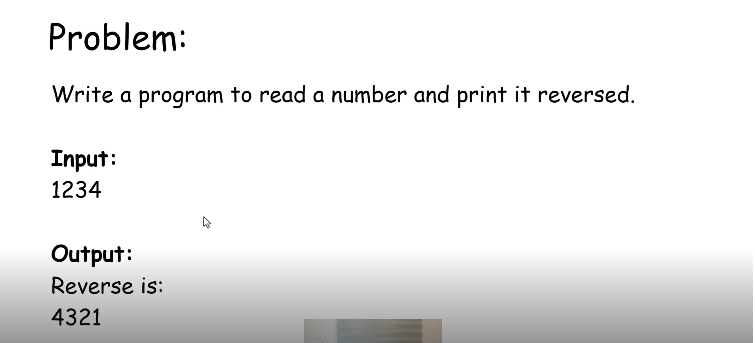 Problem:
Write a program to read a number and print it reversed.
Input:
1234
Output:
Reverse is:
4321